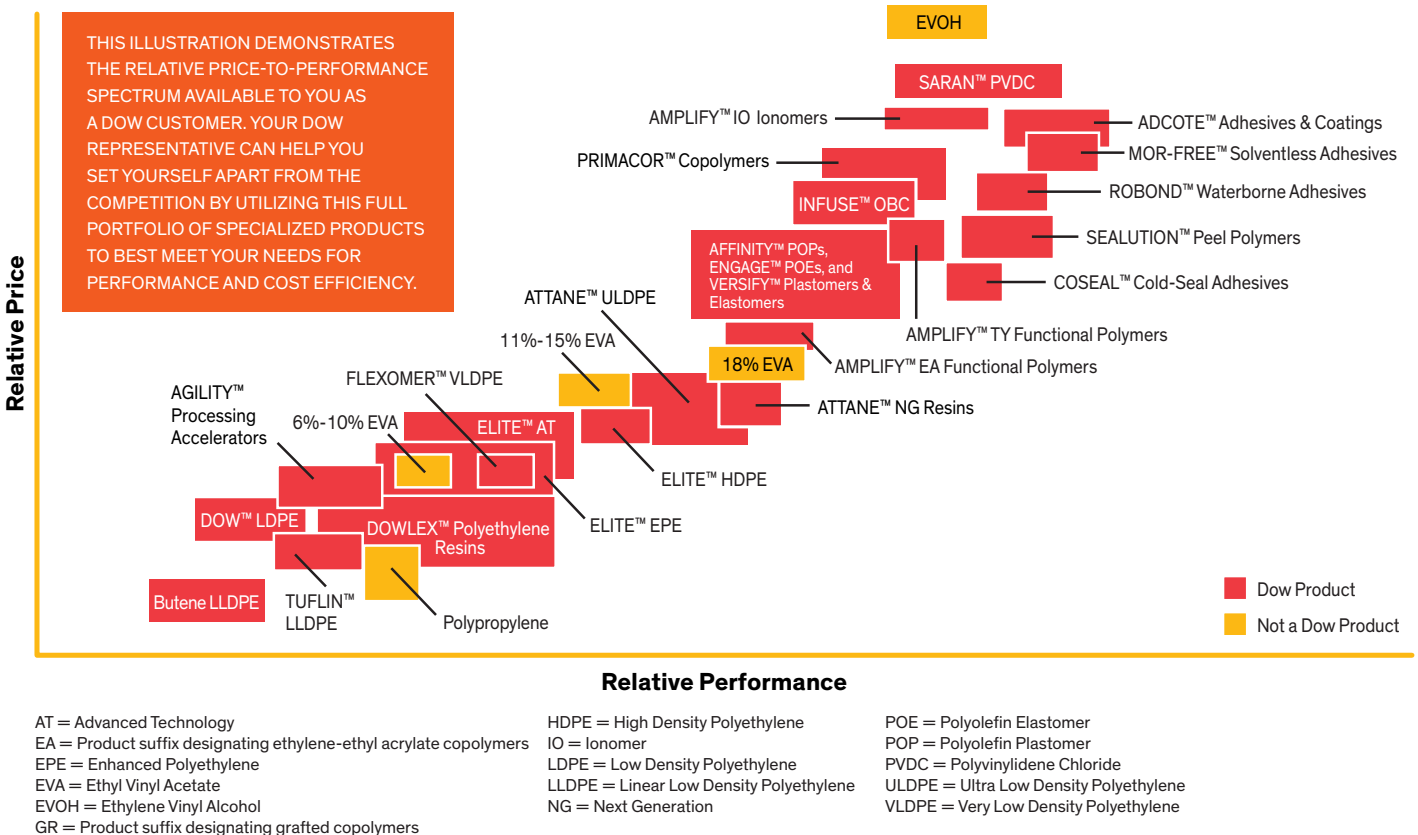 THIS ILLUSTRATION DEMONSTRATES
THE RELATIVE PRICE-TO-PERFORMANCE
SPECTRUM AVAILABLE TO YOU AS
A DOW CUSTOMER. YOUR DOW
REPRESENTATIVE CAN HELP YOU
SET YOURSELF APART FROM THE
COMPETITION BY UTILIZING THIS FULL
PORTFOLIO OF SPECIALIZED PRODUCTS
TO BEST MEET YOUR NEEDS FOR
PERFORMANCE AND COST EFFICIENCY.
Relative Price
EVOH
SARAN™ PVDC
AMPLIFY™ IO Ionomers
ADCOTE™ Adhesives & Coatings
MOR-FREE™ Solventless Adhesives
PRIMACOR™ Copolymers
ROBOND™ Waterborne Adhesives
INFUSE™ OBC
SEALUTION™ Peel Polymers
AFFINITY™ POPs,
ENGAGE™ POEs, and
VERSIFY™ Plastomers &
Elastomers
COSEAL™ Cold-Seal Adhesives
ATTANE™ ULDPE
AMPLIFY™ TY Functional Polymers
11%-15% EVA
18% EVA
AMPLIFY™ EA Functional Polymers
FLEXOMER™ VLDPE
AGILITY™
Processing
Accelerators
ATTANE™ NG Resins
6%-10% EVA
ELITE™ AT
ELITE™ HDPE
DOW™ LDPE
ELITE™ EPE
DOWLEX™ Polyethylene
Resins
Butene LLDPE
TUFLIN™
LLDPE
Polypropylene
Dow Product
Not a Dow Product
Relative Performance
AT = Advanced Technology
EA = Product suffix designating ethylene-ethyl acrylate copolymers
EPE = Enhanced Polyethylene
EVA = Ethyl Vinyl Acetate
EVOH = Ethylene Vinyl Alcohol
GR = Product suffix designating grafted copolymers
HDPE = High Density Polyethylene
IO = Ionomer
LDPE = Low Density Polyethylene
LLDPE = Linear Low Density Polyethylene
NG = Next Generation
POE = Polyolefin Elastomer
POP = Polyolefin Plastomer
PVDC = Polyvinylidene Chloride
ULDPE = Ultra Low Density Polyethylene
VLDPE = Very Low Density Polyethylene